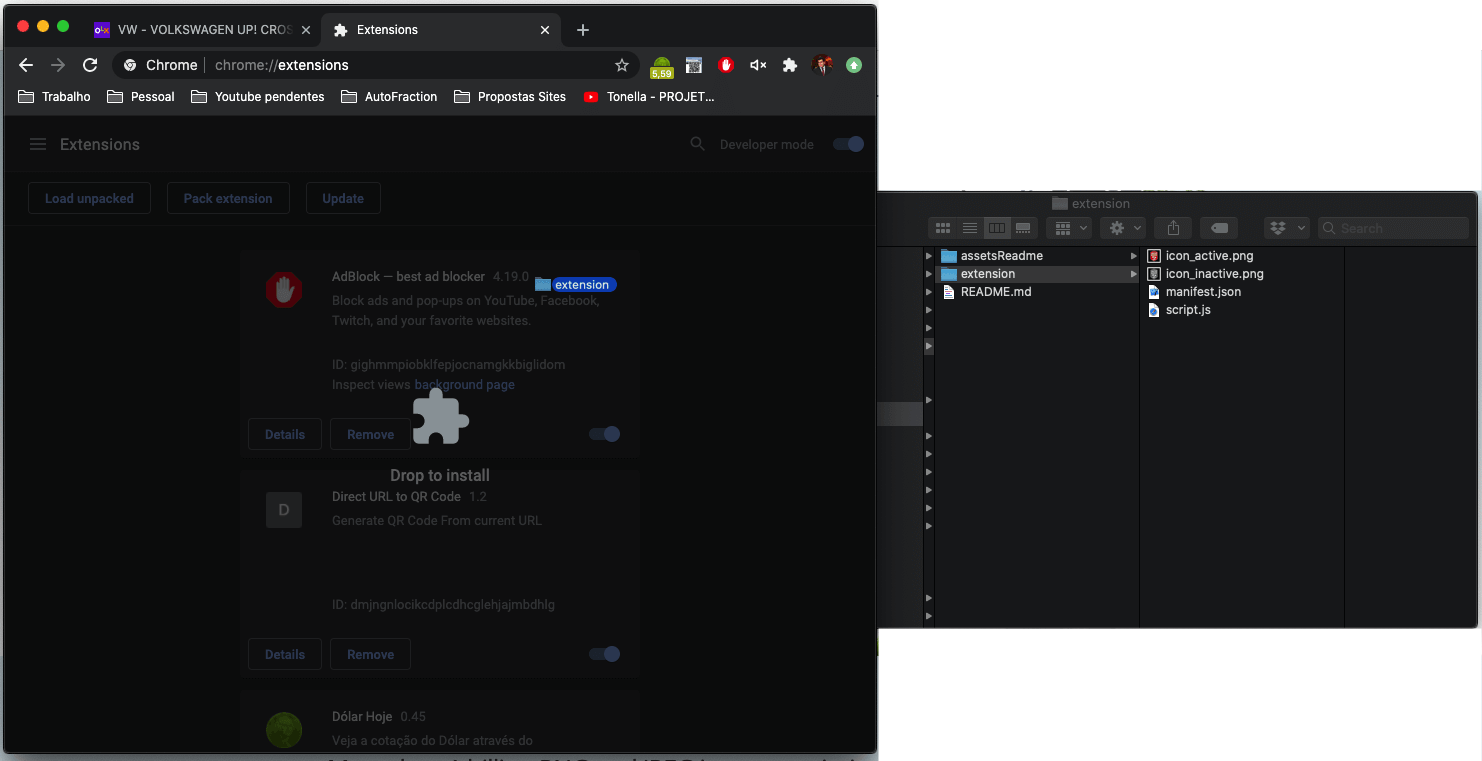 VW - VOLKSWAGEN UP! CROS
Extensions
Chrome
chrome://extensions
5,59
Trabalho
Pessoal
Youtube pendentes
AutoFraction
Propostas Sites
Tonella - PROJET...
Extensions
Developer mode
Load unpacked
Pack extension
Update
AdBlock — best ad blocker 4.19.0
extension
Block ads and pop-ups on YouTube, Facebook,
Twitch, and your favorite websites.
ID: gighmmpiobklfepjocnamgkkbiglidom
Inspect views background page
Details
Remove
Drop to install
D
Direct URL to QR Code 1.2
Generate QR Code From current URL
ID: dmjngnlocikcdplcdhcglehjajmbdhlg
Details
Remove
Dólar Hoje 0.45
Veja a cotação do Dólar através do
extension
Search
assetsReadme
extension
README.md
icon_active.png
icon_inactive.png
manifest.json
script.js